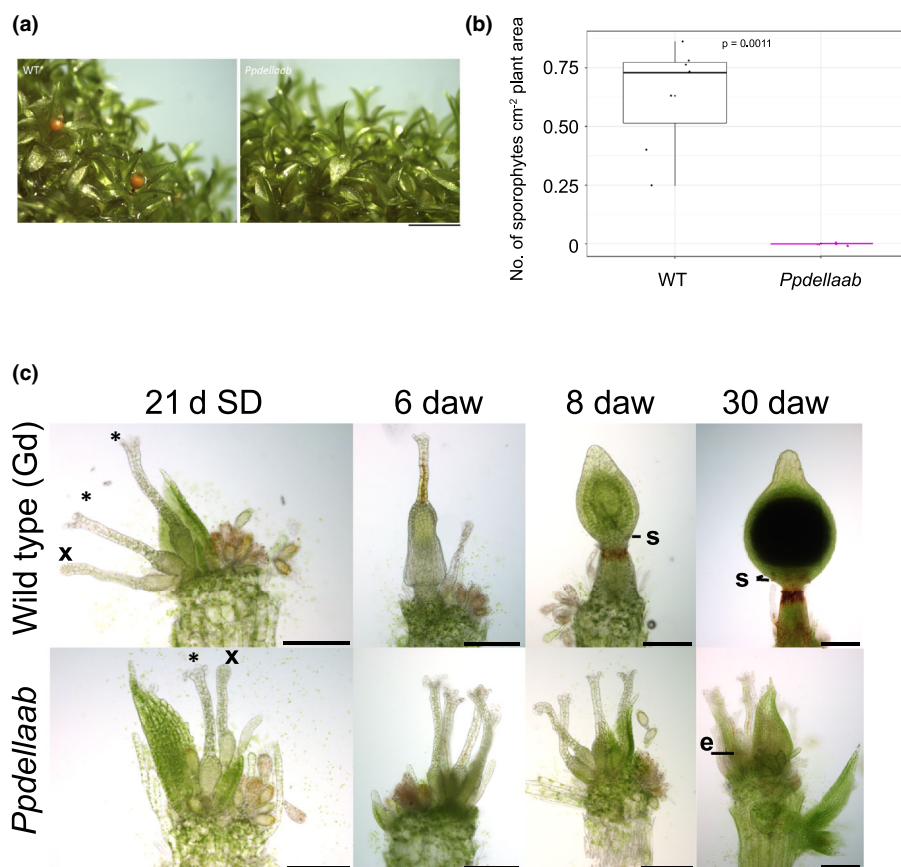 (a)
WT
Ppdellaab
(b)
No. of sporophytes cm⁻² plant area
0.75
0.50
0.25
0
p = 0.0011
WT
Ppdellaab
(c)
21 d SD
6 daw
8 daw
30 daw
Wild type (Gd)
*
*
x
s
s
Ppdellaab
*
x
e